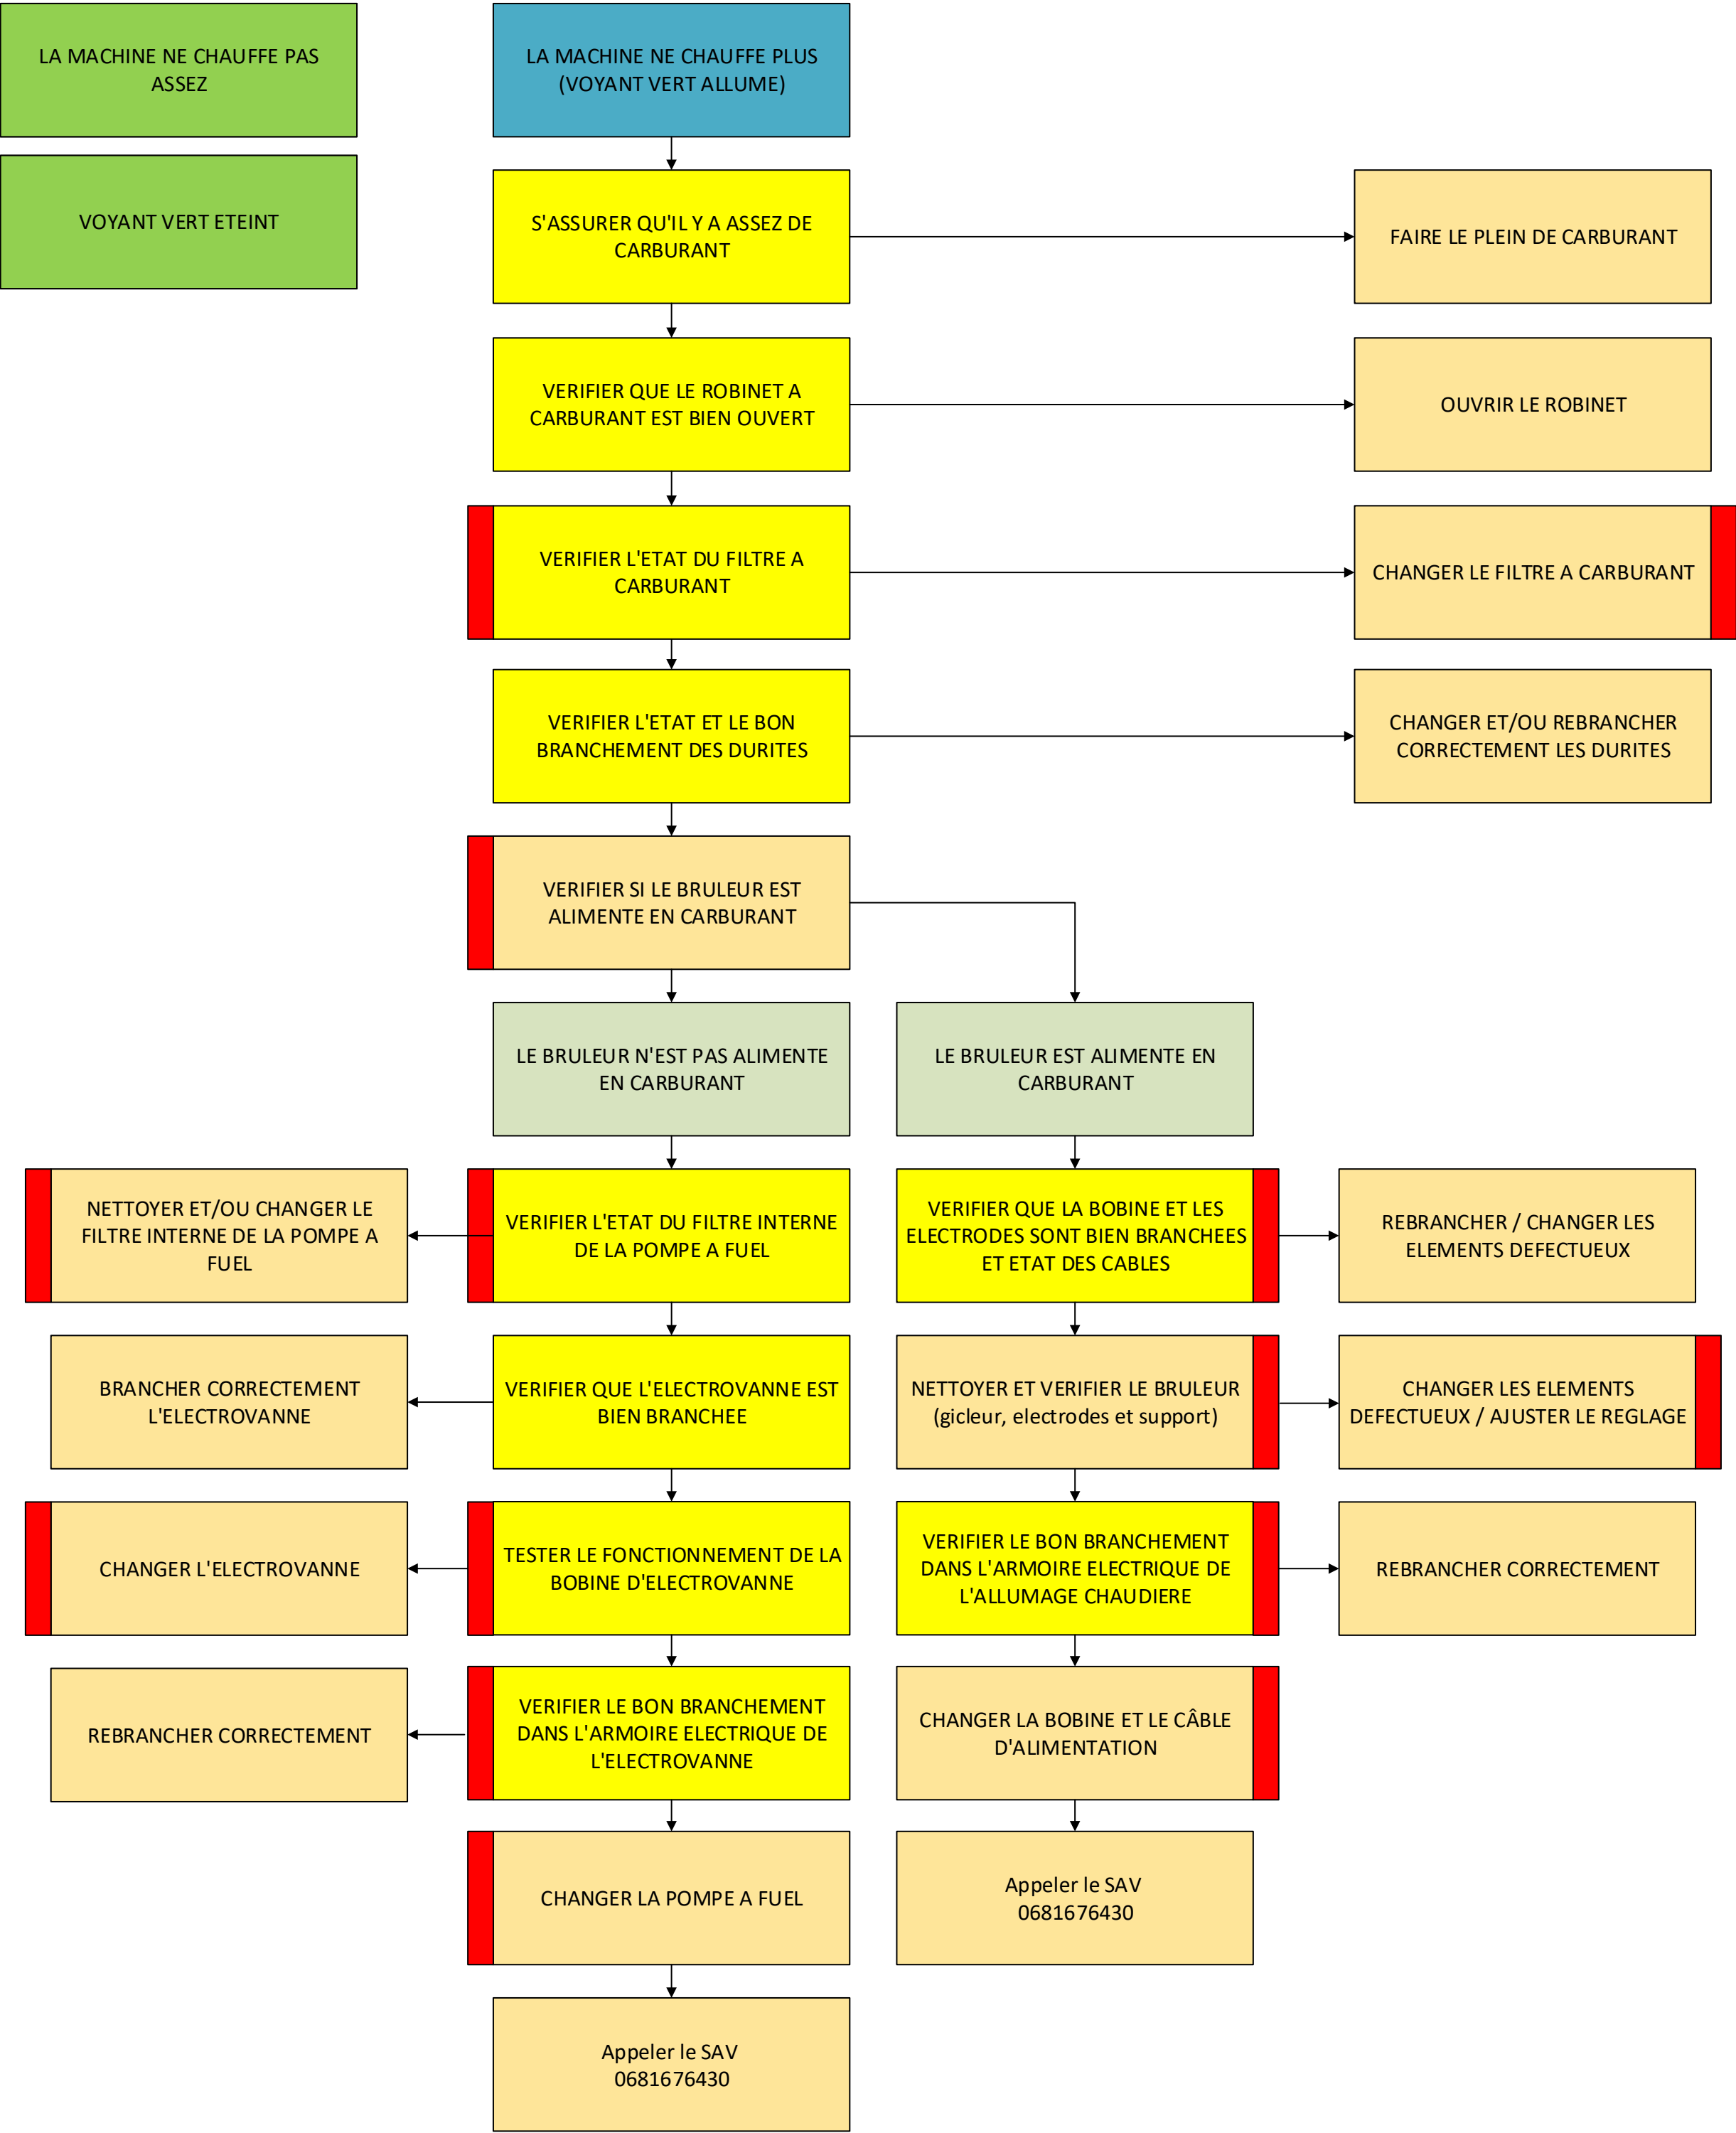 LA MACHINE NE CHAUFFE PAS
ASSEZ
LA MACHINE NE CHAUFFE PLUS
(VOYANT VERT ALLUME)
VOYANT VERT ETEINT
S'ASSURER QU'IL Y A ASSEZ DE
CARBURANT
FAIRE LE PLEIN DE CARBURANT
VERIFIER QUE LE ROBINET A
CARBURANT EST BIEN OUVERT
OUVRIR LE ROBINET
VERIFIER L'ETAT DU FILTRE A
CARBURANT
CHANGER LE FILTRE A CARBURANT
VERIFIER L'ETAT ET LE BON
BRANCHEMENT DES DURITES
CHANGER ET/OU REBRANCHER
CORRECTEMENT LES DURITES
VERIFIER SI LE BRULEUR EST
ALIMENTE EN CARBURANT
LE BRULEUR N'EST PAS ALIMENTE
EN CARBURANT
LE BRULEUR EST ALIMENTE EN
CARBURANT
NETTOYER ET/OU CHANGER LE
FILTRE INTERNE DE LA POMPE A
FUEL
VERIFIER L'ETAT DU FILTRE INTERNE
DE LA POMPE A FUEL
VERIFIER QUE LA BOBINE ET LES
ELECTRODES SONT BIEN BRANCHEES
ET ETAT DES CABLES
REBRANCHER / CHANGER LES
ELEMENTS DEFECTUEUX
BRANCHER CORRECTEMENT
L'ELECTROVANNE
VERIFIER QUE L'ELECTROVANNE EST
BIEN BRANCHEE
NETTOYER ET VERIFIER LE BRULEUR
(gicleur, electrodes et support)
CHANGER LES ELEMENTS
DEFECTUEUX / AJUSTER LE REGLAGE
CHANGER L'ELECTROVANNE
TESTER LE FONCTIONNEMENT DE LA
BOBINE D'ELECTROVANNE
VERIFIER LE BON BRANCHEMENT
DANS L'ARMOIRE ELECTRIQUE DE
L'ALLUMAGE CHAUDIERE
REBRANCHER CORRECTEMENT
REBRANCHER CORRECTEMENT
VERIFIER LE BON BRANCHEMENT
DANS L'ARMOIRE ELECTRIQUE DE
L'ELECTROVANNE
CHANGER LA BOBINE ET LE CÂBLE
D'ALIMENTATION
CHANGER LA POMPE A FUEL
Appeler le SAV
0681676430
Appeler le SAV
0681676430